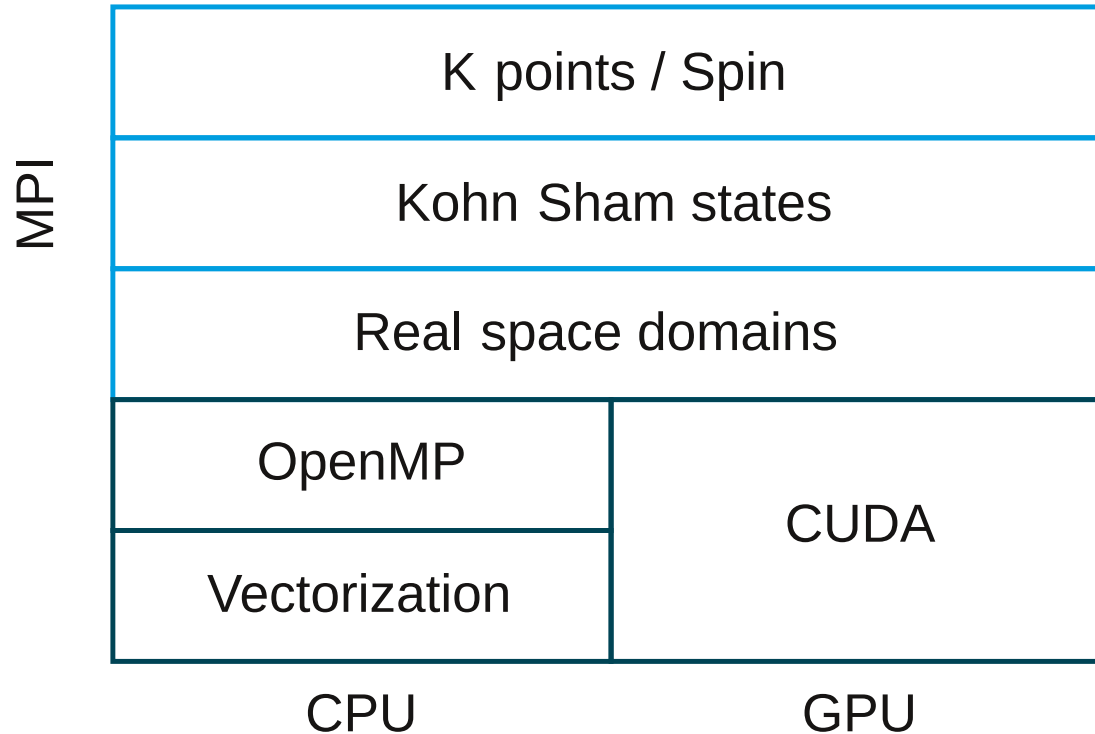 K points / Spin
MPI
Kohn Sham states
Real space domains
OpenMP
CUDA
Vectorization
CPU
GPU